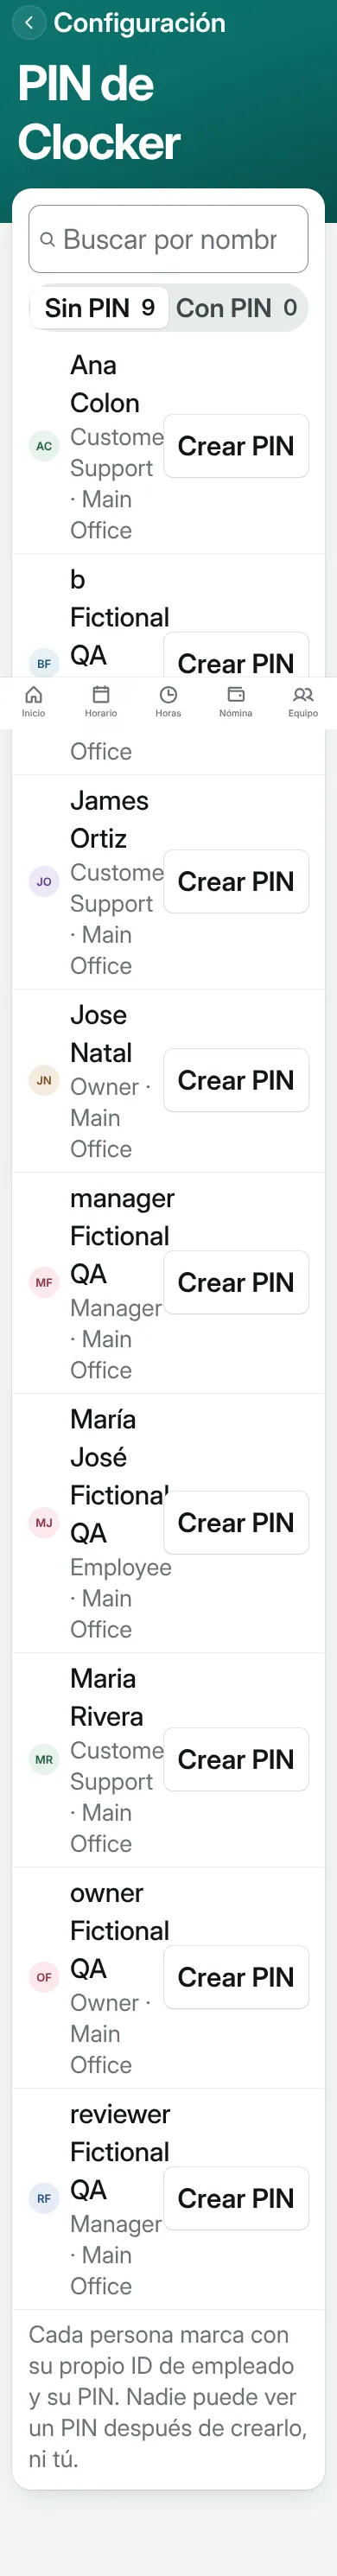 Configuración
PIN de
Clocker
Buscar por nombr
Sin PIN 9 Con PIN 0
Ana
Colon
AC
Custome
Support
· Main
Office
Crear PIN
b
Fictional
QA
BF
Crear PIN
Inicio Horario Horas Nómina Equipo
Office
James
Ortiz
JO
Custome
Support
· Main
Office
Crear PIN
Jose
Natal
JN
Owner ·
Main
Office
Crear PIN
manager
Fictional
QA
MF
Manager
· Main
Office
Crear PIN
María
José
Fictional
QA
MJ
Employee
· Main
Office
Crear PIN
Maria
Rivera
MR
Custome
Support
· Main
Office
Crear PIN
owner
Fictional
QA
OF
Owner ·
Main
Office
Crear PIN
reviewer
Fictional
QA
RF
Manager
· Main
Office
Crear PIN
Cada persona marca con
su propio ID de empleado
y su PIN. Nadie puede ver
un PIN después de crearlo,
ni tú.